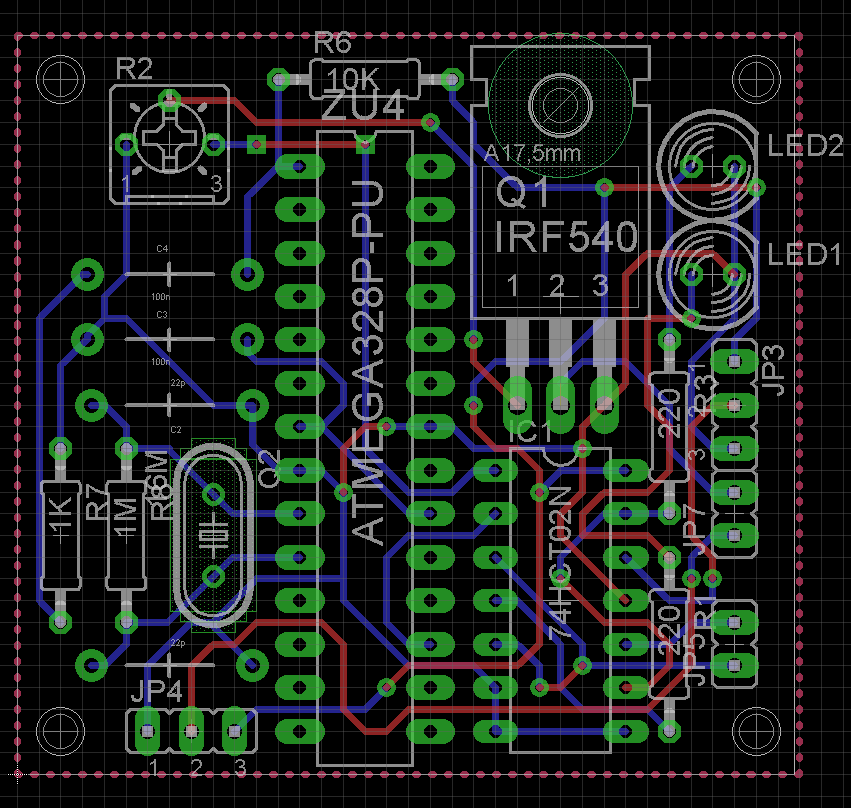 R6
R2
10K
ZU4
LED2
A17,5mm
1
3
Q1
IRF540
LED1
1 2 3
C4
100n
C3
100n
22p
C2
ATMEGA328P-PU
IC1
74HCT02N
JP3
1
R3
220
3
Q2
16M
R7
1K
R8
1M
JP7
R1
220
JP5
22p
JP4
1 2 3